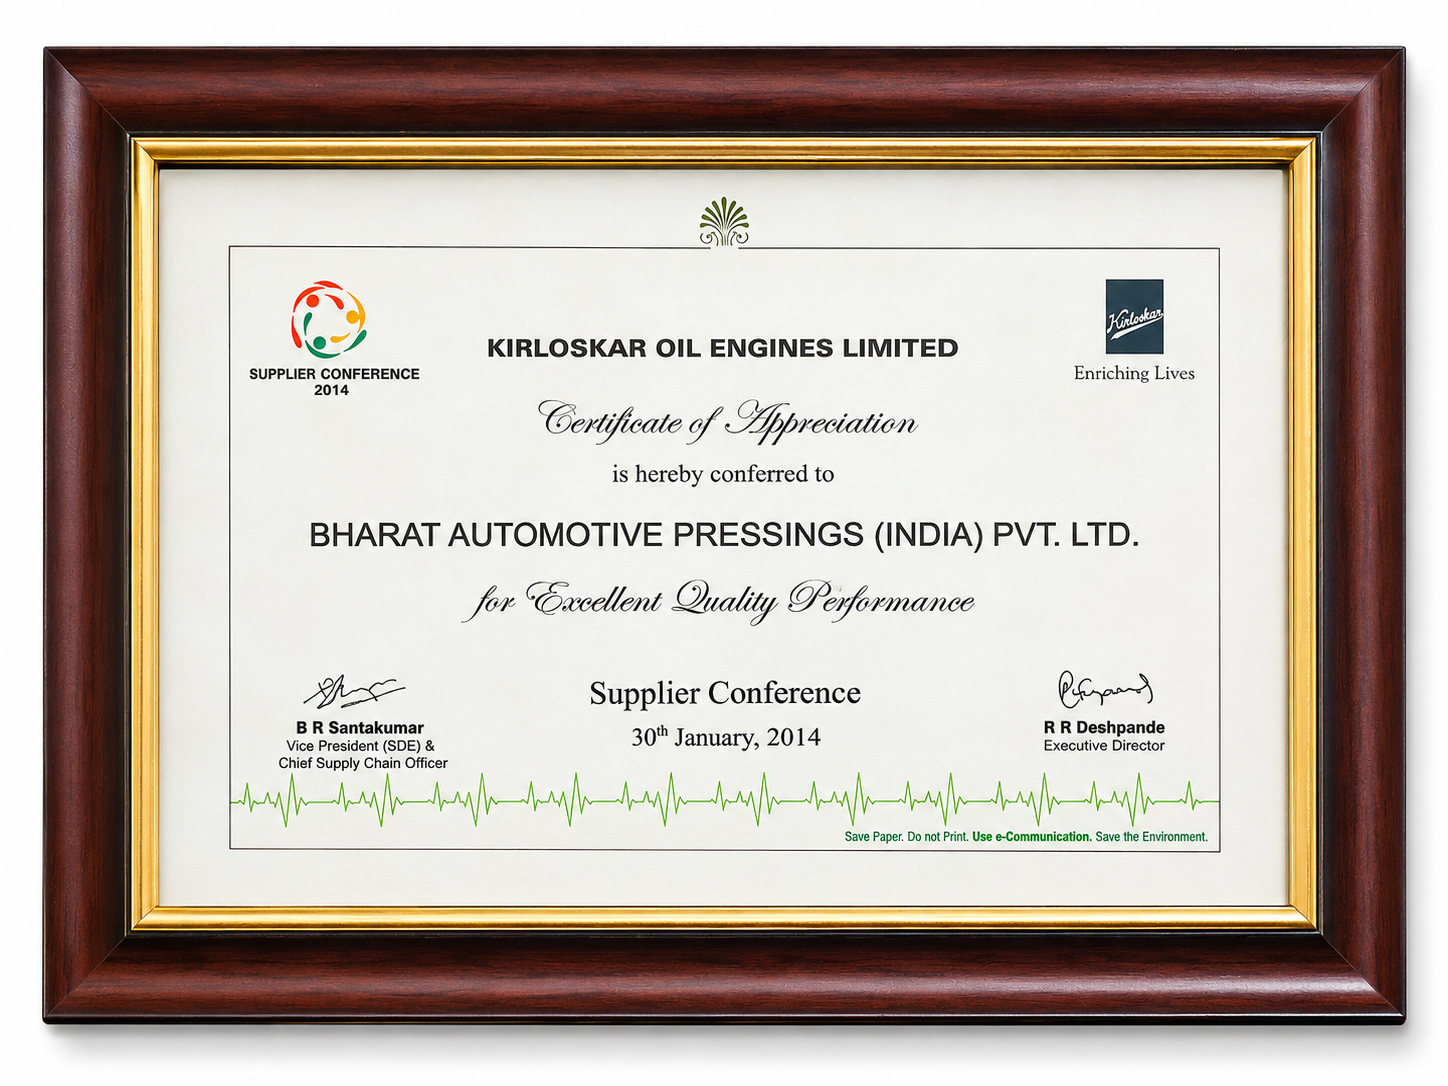 SUPPLIER CONFERENCE
2014
KIRLOSKAR OIL ENGINES LIMITED
Kirloskar
Enriching Lives
Certificate of Appreciation
is hereby conferred to
BHARAT AUTOMOTIVE PRESSINGS (INDIA) PVT. LTD.
for Excellent Quality Performance
Supplier Conference
30th January, 2014
B R Santakumar
Vice President (SDE) &
Chief Supply Chain Officer
R R Deshpande
Executive Director
Save Paper. Do not Print. Use e-Communication. Save the Environment.